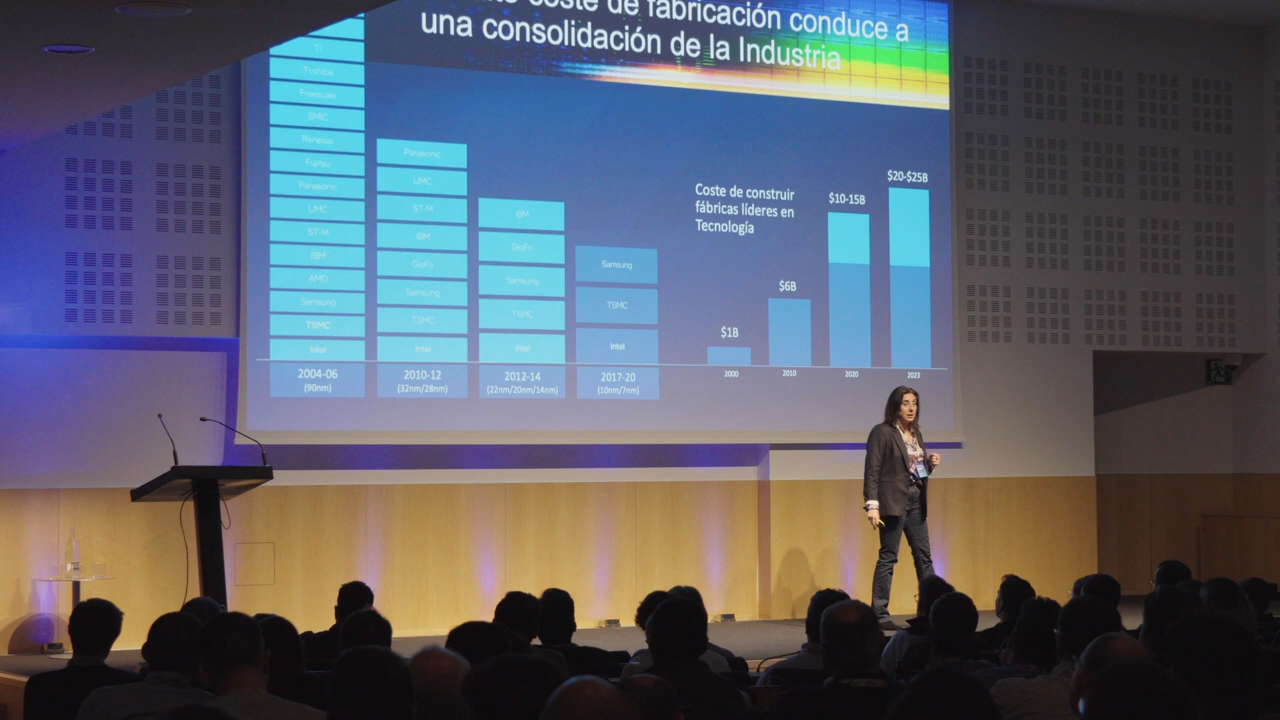 coste de fabricación conduce a
una consolidación de la Industria
TI
Toshiba
Freescale
SMIC
Renesas
Fujitsu
Panasonic
UMC
ST-M
IBM
AMD
Samsung
TSMC
Intel
2004-06
(90nm)
Panasonic
UMC
ST-M
IBM
GloFo
Samsung
TSMC
Intel
2010-12
(32nm/28nm)
IBM
GloFo
Samsung
TSMC
Intel
2012-14
(22nm/20nm/14nm)
Samsung
TSMC
Intel
2017-20
(10nm/7nm)
Coste de construir
fábricas líderes en
Tecnología
$1B
$6B
$10-15B
$20-$25B
2000
2010
2020
2023